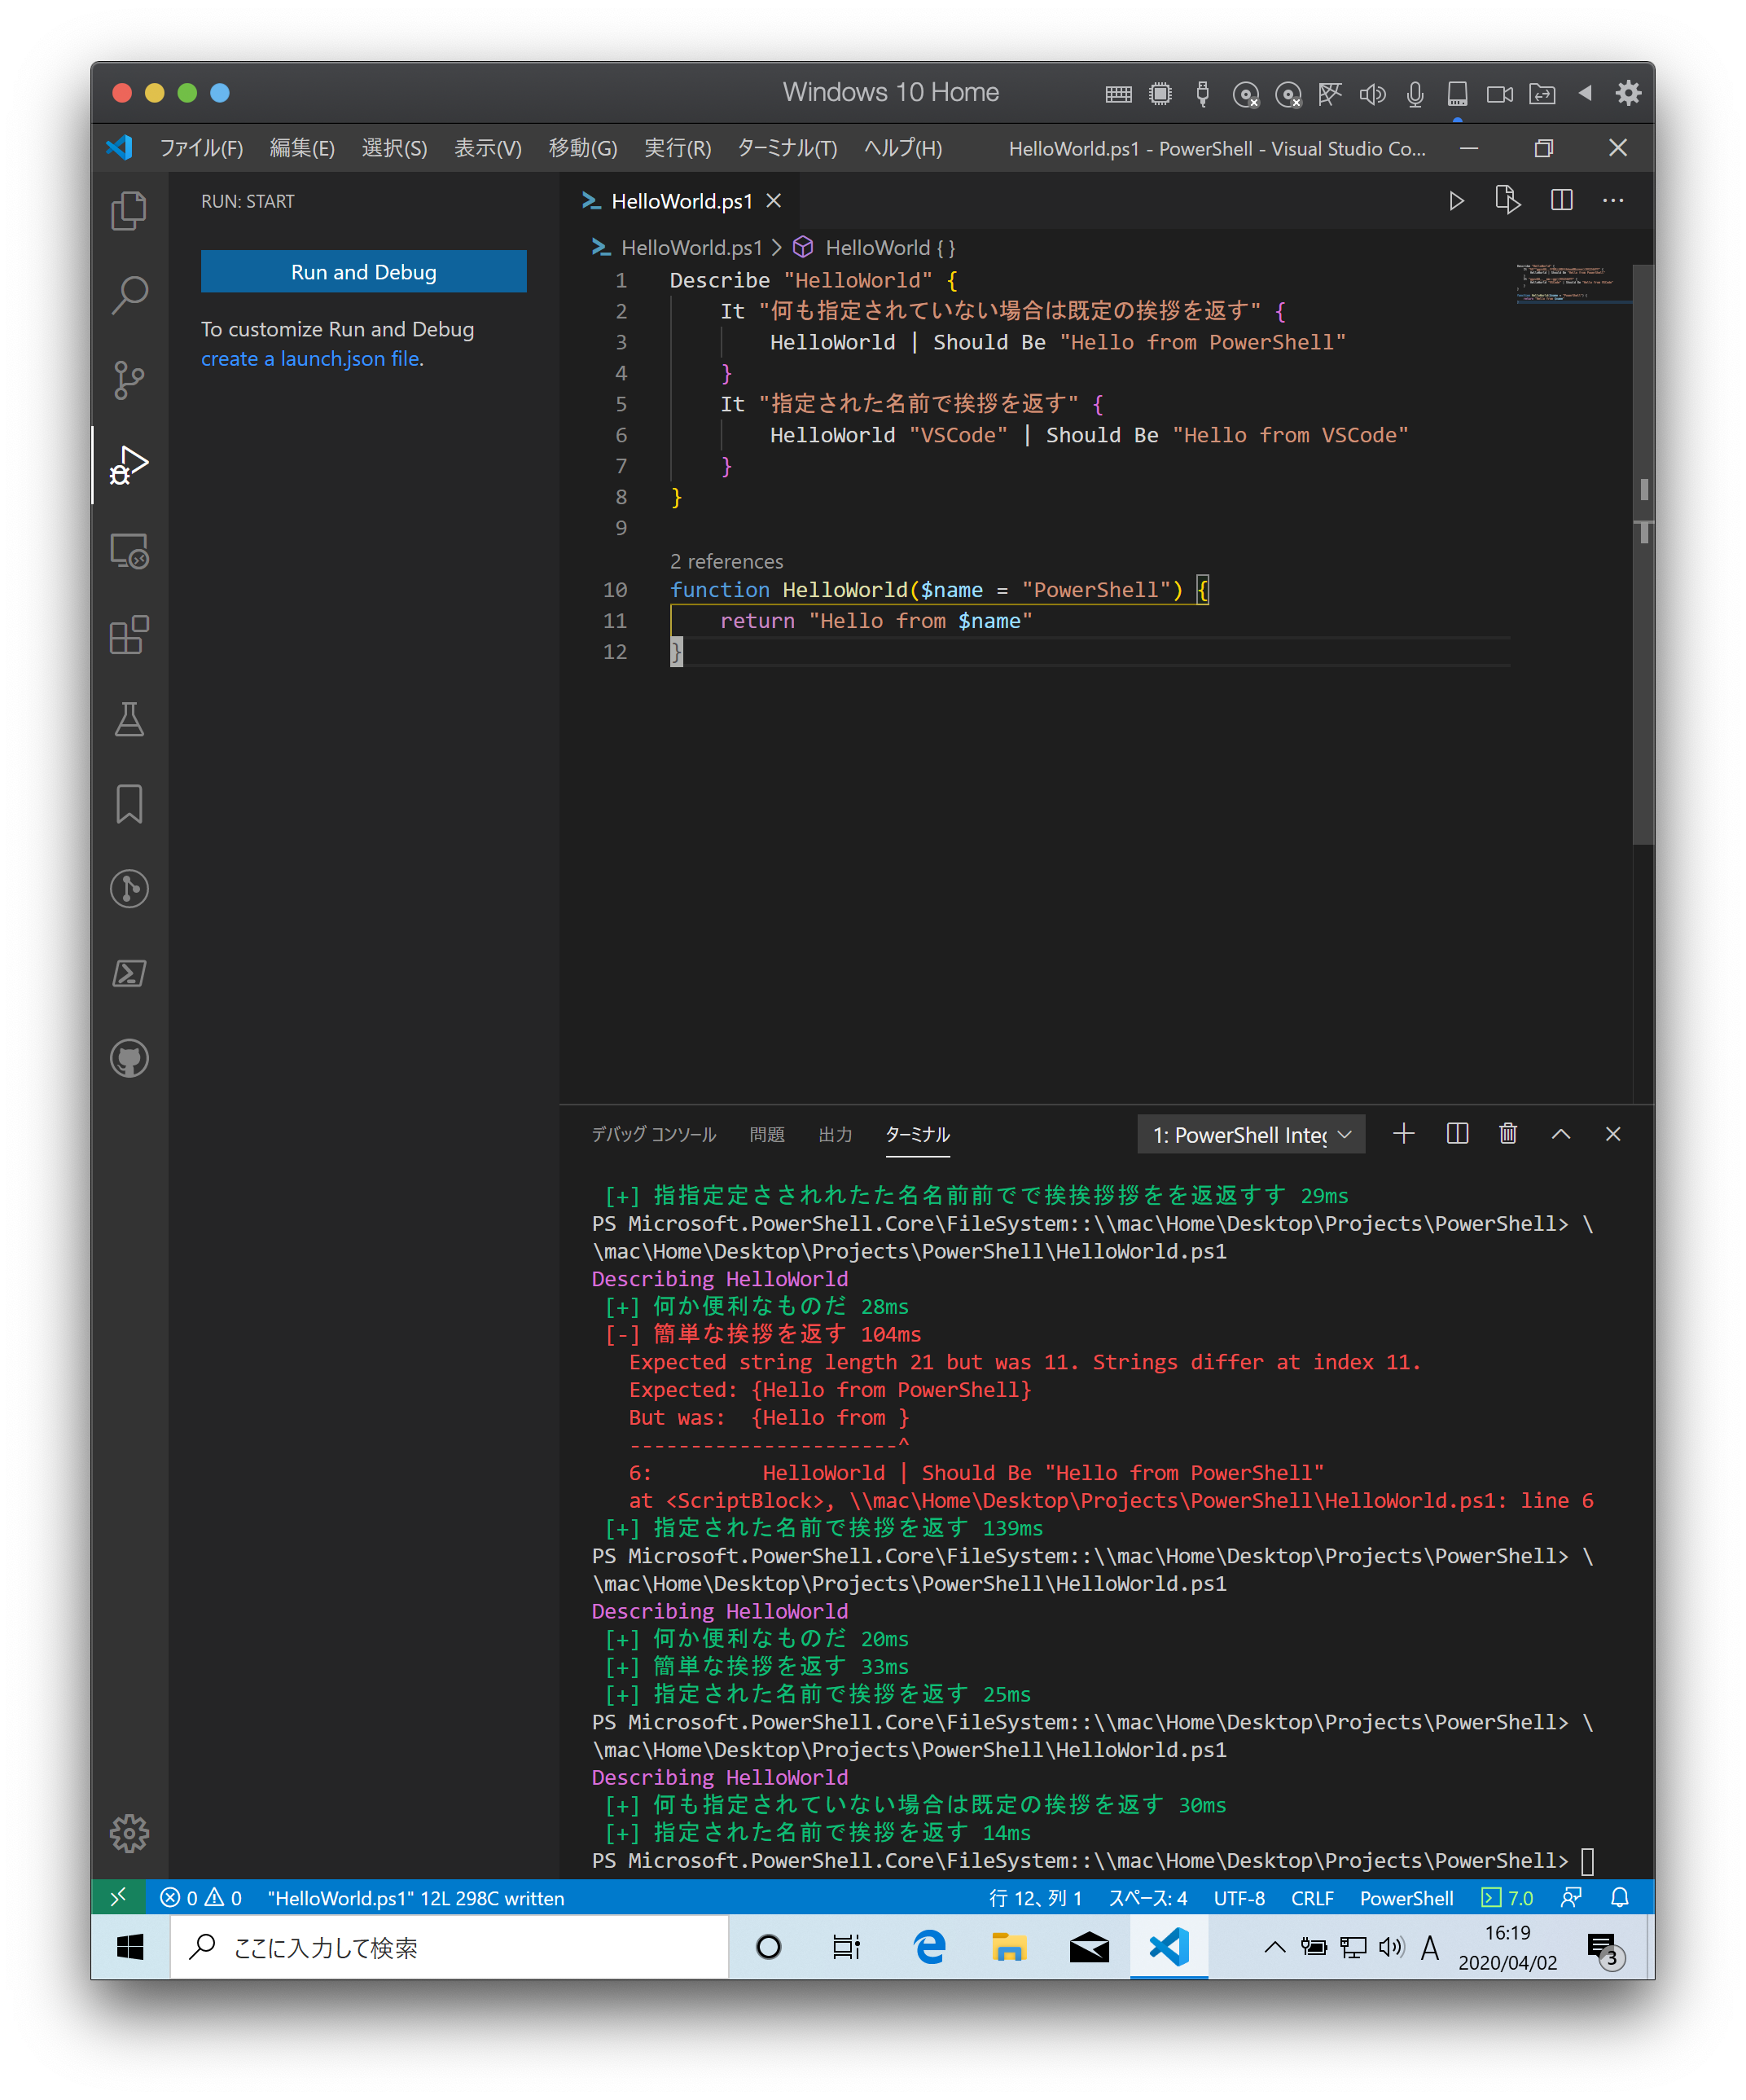 Windows 10 Home
ファイル(F) 編集(E) 選択(S) 表示(V) 移動(G) 実行(R) ターミナル(T) ヘルプ(H) HelloWorld.ps1 - PowerShell - Visual Studio Co...
RUN: START
Run and Debug
To customize Run and Debug
create a launch.json file.
HelloWorld.ps1
HelloWorld.ps1 > HelloWorld { }
1 Describe "HelloWorld" {
2 It "何も指定されていない場合は既定の挨拶を返す" {
3 HelloWorld | Should Be "Hello from PowerShell"
4 }
5 It "指定された名前で挨拶を返す" {
6 HelloWorld "VSCode" | Should Be "Hello from VSCode"
7 }
8 }
9
2 references
10 function HelloWorld($name = "PowerShell") {
11 return "Hello from $name"
12 }
デバッグ コンソール 問題 出力 ターミナル 1: PowerShell Integ
[+] 指指定定さされれたた名名前前でで挨挨拶拶をを返返すす 29ms
PS Microsoft.PowerShell.Core\FileSystem::\\mac\Home\Desktop\Projects\PowerShell> \
\mac\Home\Desktop\Projects\PowerShell\HelloWorld.ps1
Describing HelloWorld
[+] 何か便利なものだ 28ms
[-] 簡単な挨拶を返す 104ms
Expected string length 21 but was 11. Strings differ at index 11.
Expected: {Hello from PowerShell}
But was:  {Hello from }
----------------------^
6: HelloWorld | Should Be "Hello from PowerShell"
at <ScriptBlock>, \\mac\Home\Desktop\Projects\PowerShell\HelloWorld.ps1: line 6
[+] 指定された名前で挨拶を返す 139ms
PS Microsoft.PowerShell.Core\FileSystem::\\mac\Home\Desktop\Projects\PowerShell> \
\mac\Home\Desktop\Projects\PowerShell\HelloWorld.ps1
Describing HelloWorld
[+] 何か便利なものだ 20ms
[+] 簡単な挨拶を返す 33ms
[+] 指定された名前で挨拶を返す 25ms
PS Microsoft.PowerShell.Core\FileSystem::\\mac\Home\Desktop\Projects\PowerShell> \
\mac\Home\Desktop\Projects\PowerShell\HelloWorld.ps1
Describing HelloWorld
[+] 何も指定されていない場合は既定の挨拶を返す 30ms
[+] 指定された名前で挨拶を返す 14ms
PS Microsoft.PowerShell.Core\FileSystem::\\mac\Home\Desktop\Projects\PowerShell>
0 0 "HelloWorld.ps1" 12L 298C written 行 12、列 1 スペース: 4 UTF-8 CRLF PowerShell 7.0
ここに入力して検索 A 16:19
2020/04/02 3